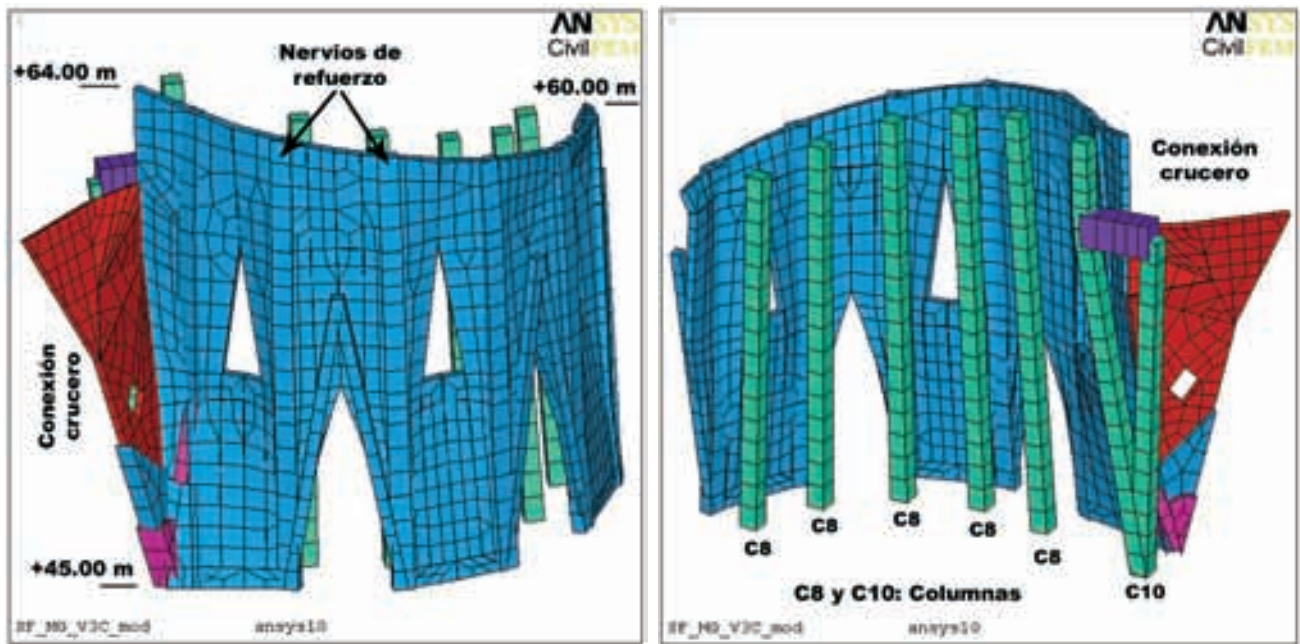 ANSYS
CivilFEM
Nervios de
refuerzo
+64.00 m
+60.00 m
Conexión
crucero
+45.00 m
SF_MG_V3C_mod
ansys10
ANSYS
CivilFEM
Conexión
crucero
C8
C8
C8
C8
C8
C8 y C10: Columnas
C10
SF_MG_V3C_mod
ansys10